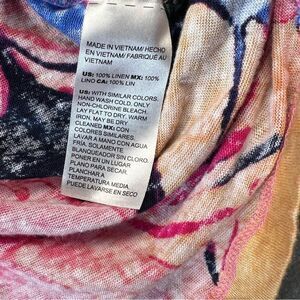 MADE IN VIETNAM/ HECHO
EN VIETNAM/ FABRIQUÉ AU
VIETNAM
US: 100% LINEN MX: 100%
LINO CA: 100% LIN
US: WITH SIMILAR COLORS.
HAND WASH COLD. ONLY
NON-CHLORINE BLEACH.
LAY FLAT TO DRY. WARM
IRON. MAY BE DRY
CLEANED MX: CON
COLORES SIMILARES.
LAVAR A MANO CON AGUA
FRÍA. SOLAMENTE
BLANQUEADOR SIN CLORO.
PONER EN UN LUGAR
PLANO PARA SECAR
PLANCHAR A
TEMPERATURA MEDIA.
PUEDE LAVARSE EN SECO